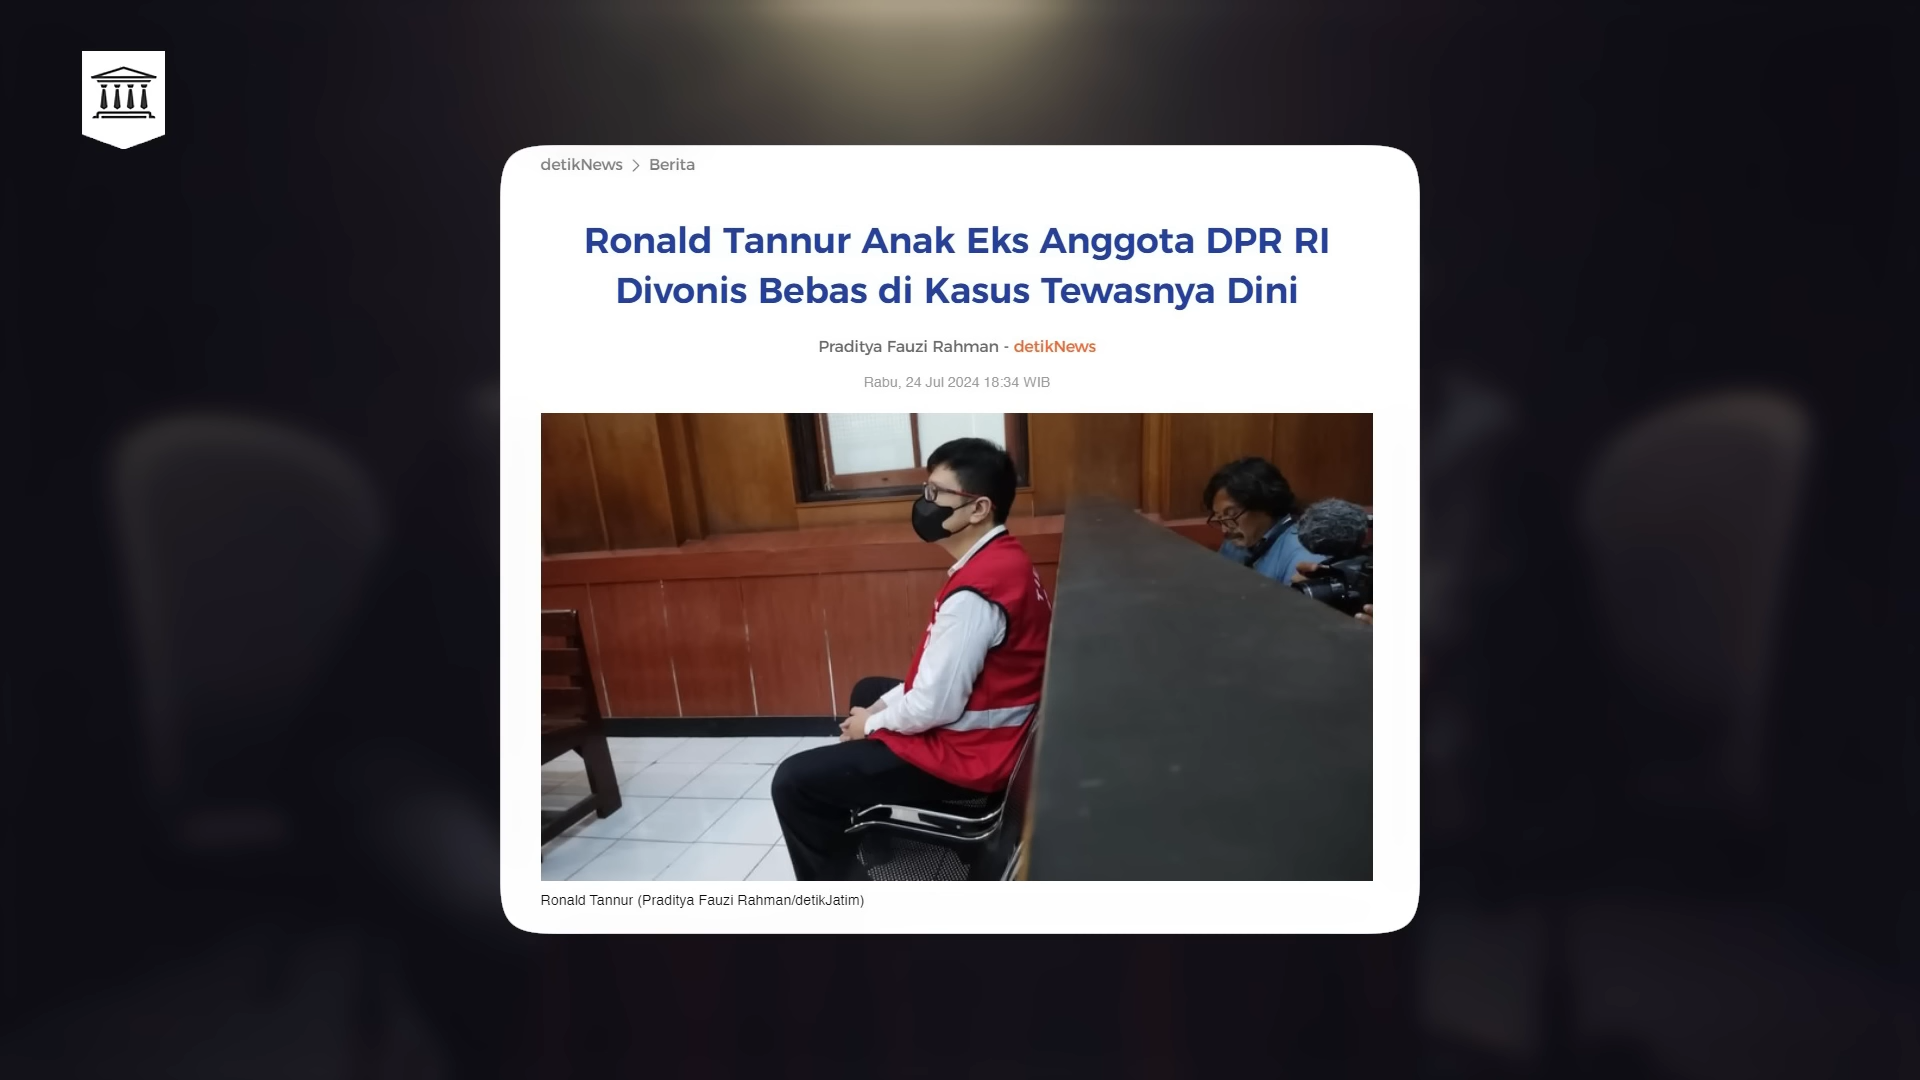 detikNews > Berita
Ronald Tannur Anak Eks Anggota DPR RI
Divonis Bebas di Kasus Tewasnya Dini
Praditya Fauzi Rahman - detikNews
Rabu, 24 Jul 2024 18:34 WIB
Ronald Tannur (Praditya Fauzi Rahman/detikJatim)